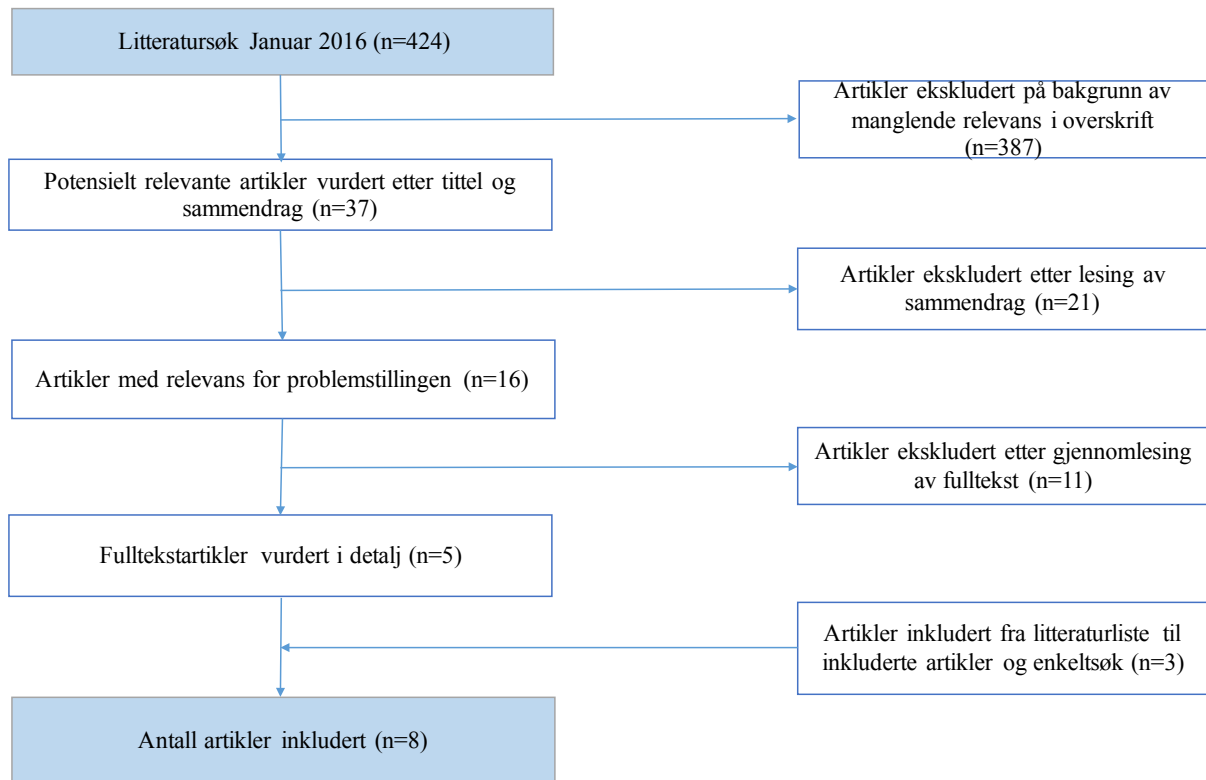 Litteratursøk Januar 2016 (n=424)
Artikler ekskludert på bakgrunn av
manglende relevans i overskrift
(n=387)
Potensielt relevante artikler vurdert etter tittel og
sammendrag (n=37)
Artikler ekskludert etter lesing av
sammendrag (n=21)
Artikler med relevans for problemstillingen (n=16)
Artikler ekskludert etter gjennomlesing
av fulltekst (n=11)
Fulltekstartikler vurdert i detalj (n=5)
Artikler inkludert fra litteraturliste til
inkluderte artikler og enkeltsøk (n=3)
Antall artikler inkludert (n=8)